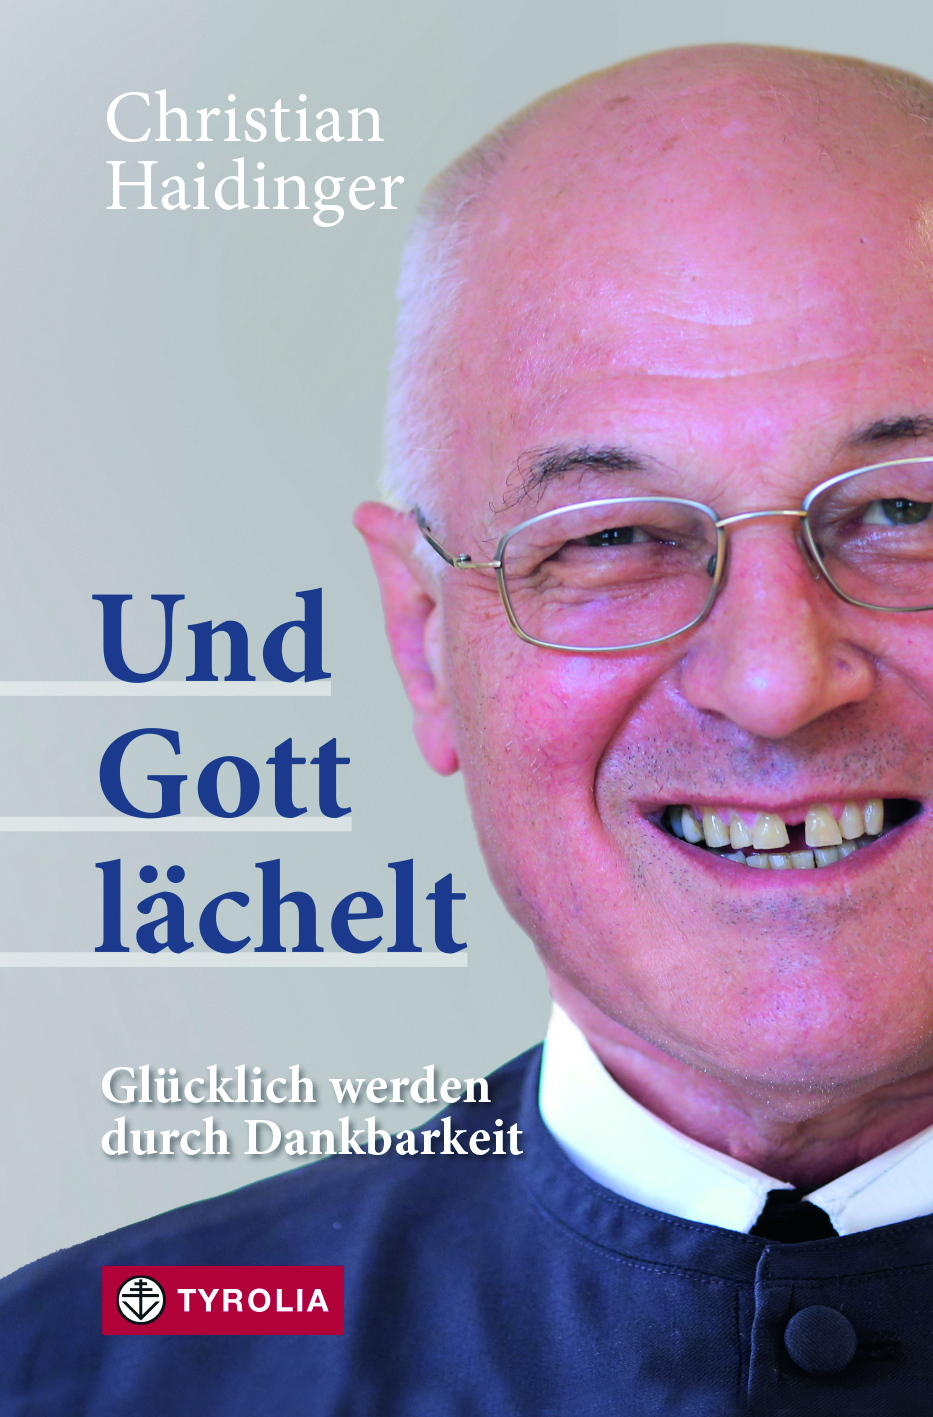 Christian
Haidinger
Und
Gott
lächelt
Glücklich werden
durch Dankbarkeit
TYROLIA